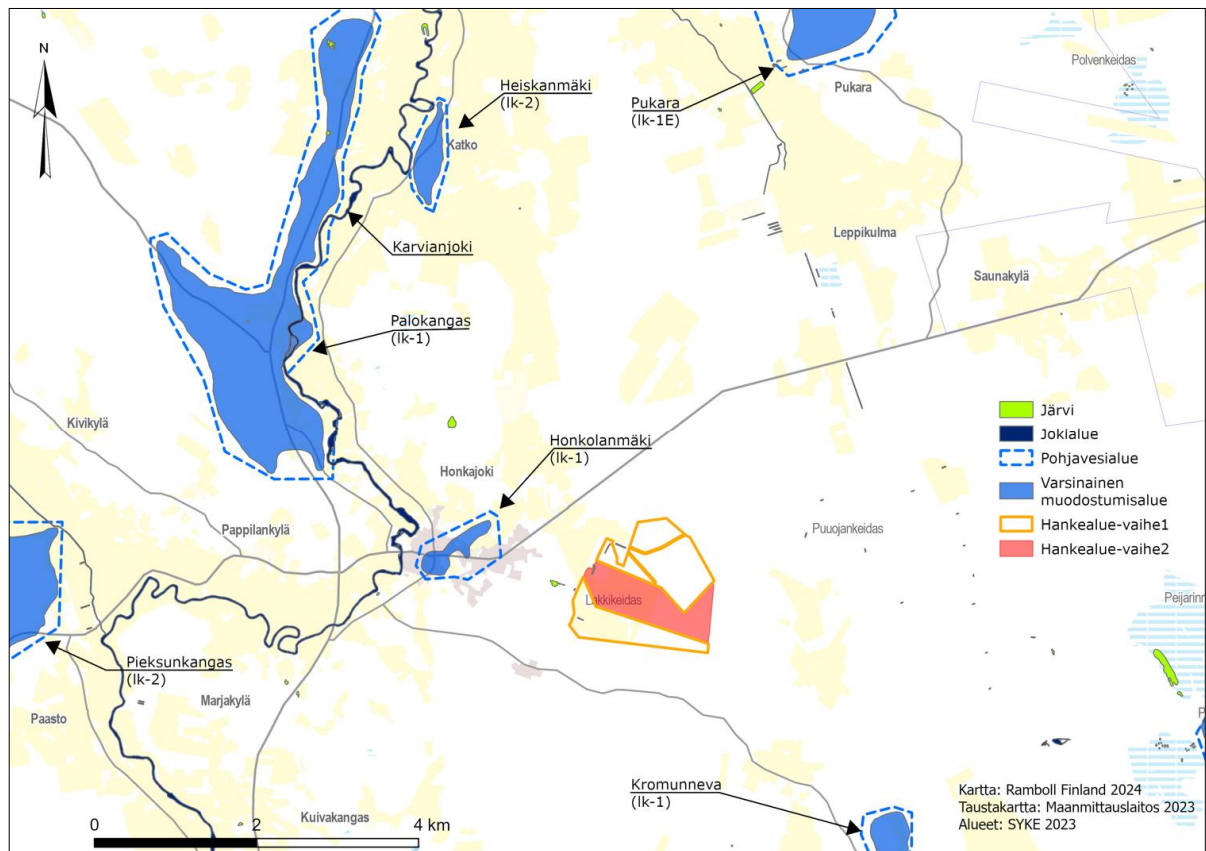 N
Heiskanmäki
(lk-2)
Katko
Pukara
(lk-1E)
Pukara
Polvenkeidas
Karvianjoki
Leppikulma
Saunakylä
Palokangas
(lk-1)
Kivikylä
Honkolanmäki
(lk-1)
Honkajoki
Järvi
Jokialue
Pohjavesialue
Varsinainen
muodostumisalue
Hankealue-vaihe1
Hankealue-vaihe2
Pappilankylä
Puuojankeidas
Lakkikeidas
Peijarinn
Pieksunkangas
(lk-2)
Marjakylä
Paasto
P
Kromunneva
(lk-1)
Kuivakangas
0 2 4 km
Kartta: Ramboll Finland 2024
Taustakartta: Maanmittauslaitos 2023
Alueet: SYKE 2023